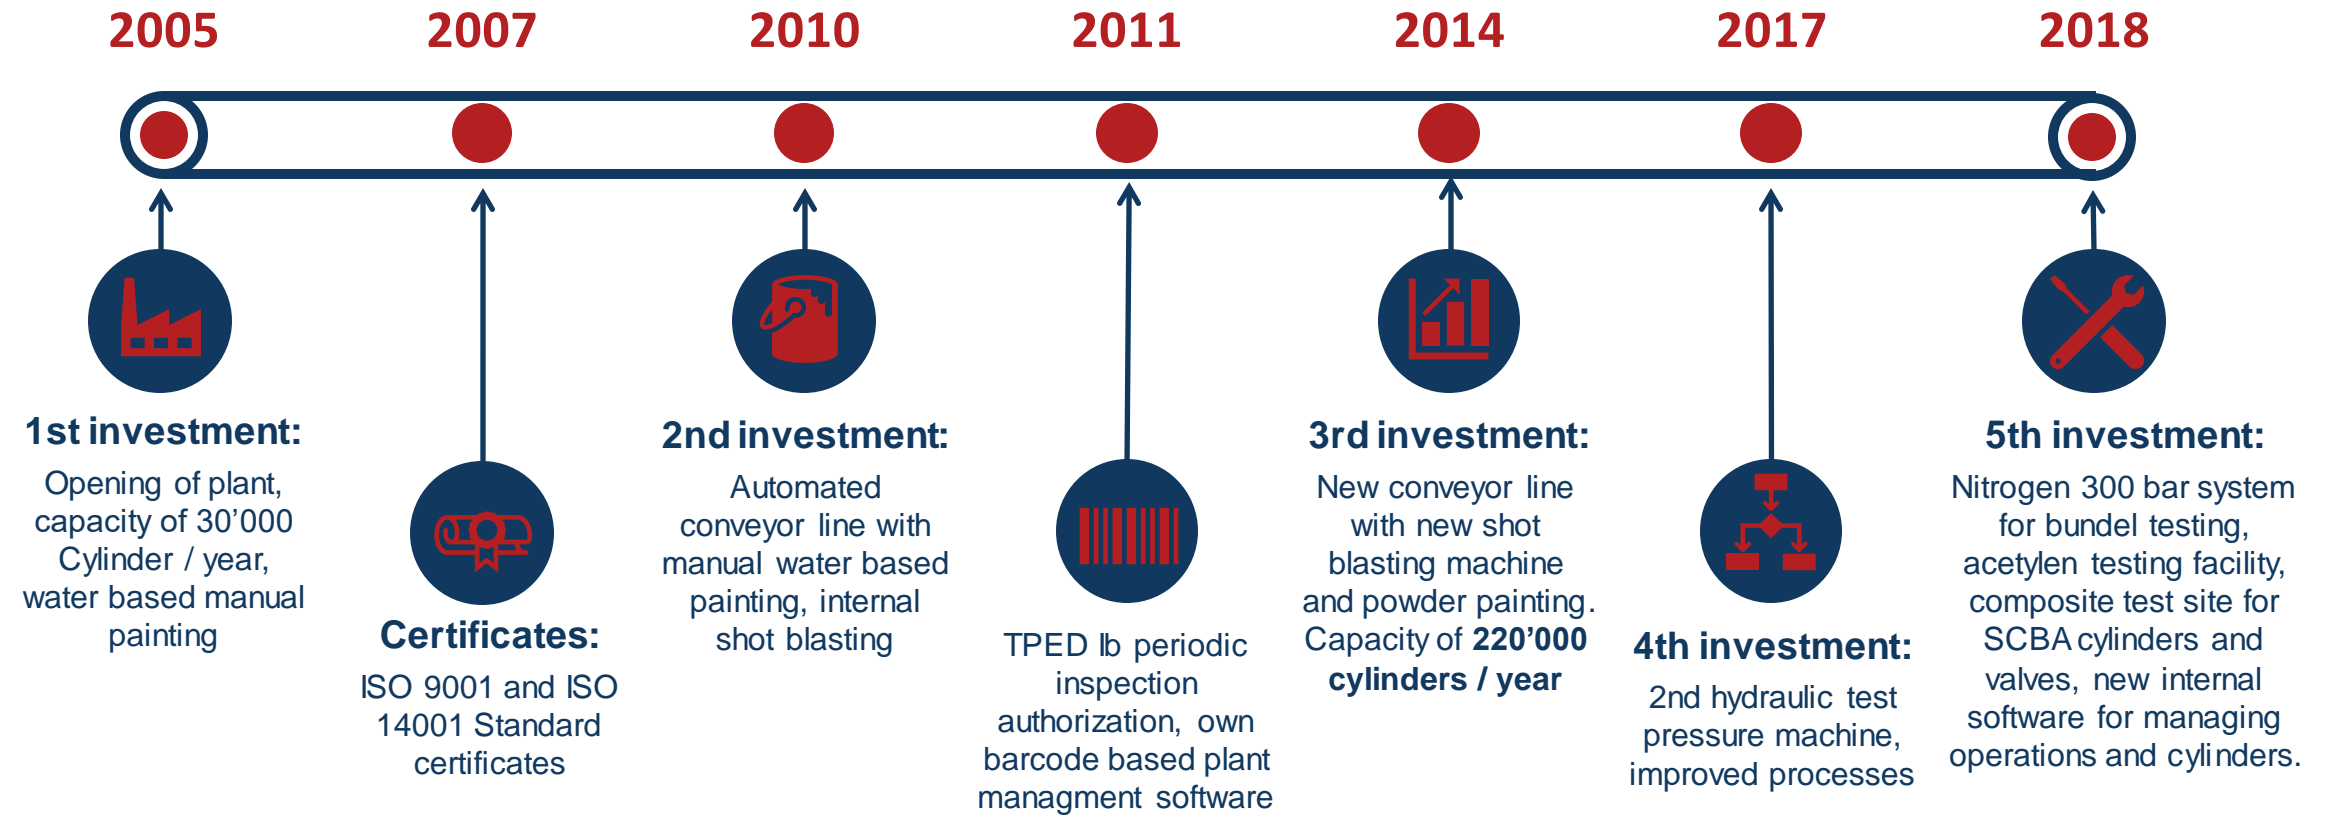 2005
2007
2010
2011
2014
2017
2018
1st investment:
Opening of plant,
capacity of 30’000
Cylinder / year,
water based manual
painting
Certificates:
ISO 9001 and ISO
14001 Standard
certificates
2nd investment:
Automated
conveyor line with
manual water based
painting, internal
shot blasting
TPED Ib periodic
inspection
authorization, own
barcode based plant
managment software
3rd investment:
New conveyor line
with new shot
blasting machine
and powder painting.
Capacity of 220’000
cylinders / year
4th investment:
2nd hydraulic test
pressure machine,
improved processes
5th investment:
Nitrogen 300 bar system
for bundel testing,
acetylen testing facility,
composite test site for
SCBA cylinders and
valves, new internal
software for managing
operations and cylinders.